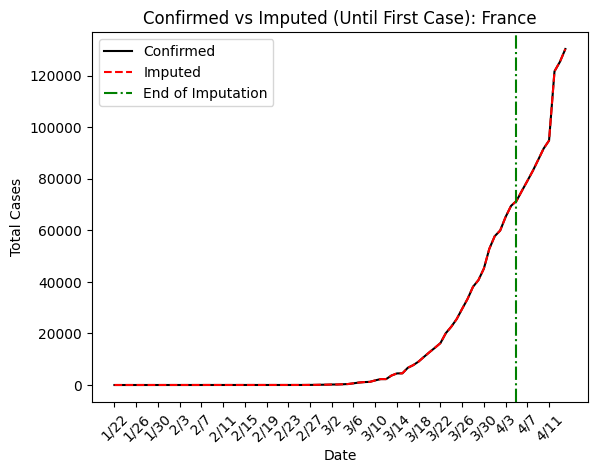 Confirmed vs Imputed (Until First Case): France
Confirmed
Imputed
End of Imputation
Total Cases
120000
100000
80000
60000
40000
20000
0
1/22 1/26 1/30 2/3 2/7 2/11 2/15 2/19 2/23 2/27 3/2 3/6 3/10 3/14 3/18 3/22 3/26 3/30 4/3 4/7 4/11
Date